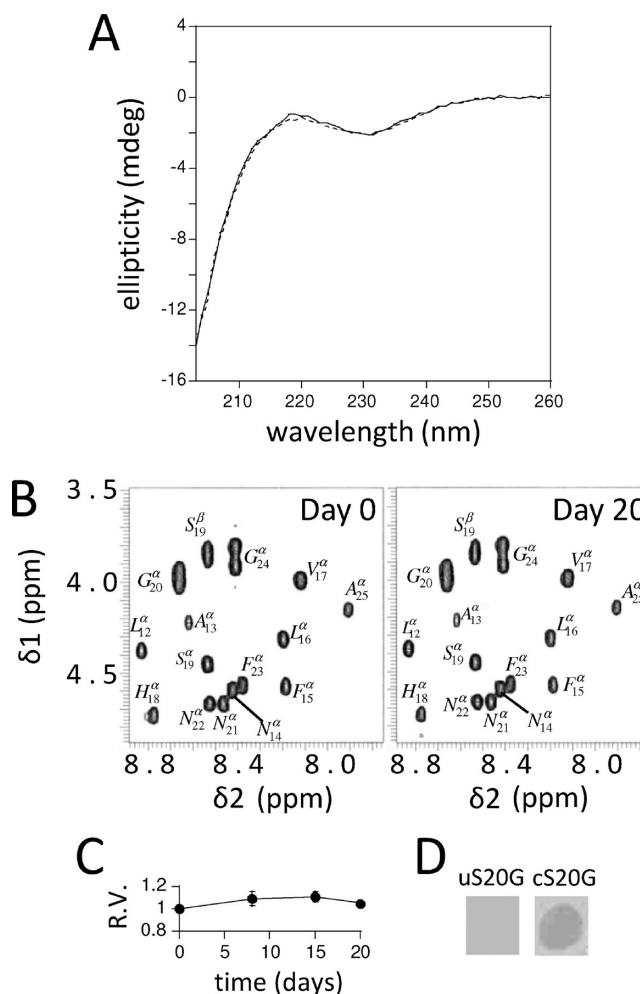 A
4
0
-4
-8
-12
-16
ellipticity (mdeg)
210 220 230 240 250 260
wavelength (nm)
B
3.5
4.0
4.5
δ1 (ppm)
Day 0
S19β
G24α
G20α
V17α
A25α
A13α
L12α
L16α
S19α
F23α
F15α
H18α
N22α N21α N14α
8.8 8.4 8.0
δ2 (ppm)
Day 20
S19β
G24α
G20α
V17α
A25α
A13α
L12α
L16α
S19α
F23α
F15α
H18α
N22α N21α N14α
8.8 8.4 8.0
δ2 (ppm)
C
1.2
1
0.8
R.V.
0 5 10 15 20
time (days)
D
uS20G cS20G